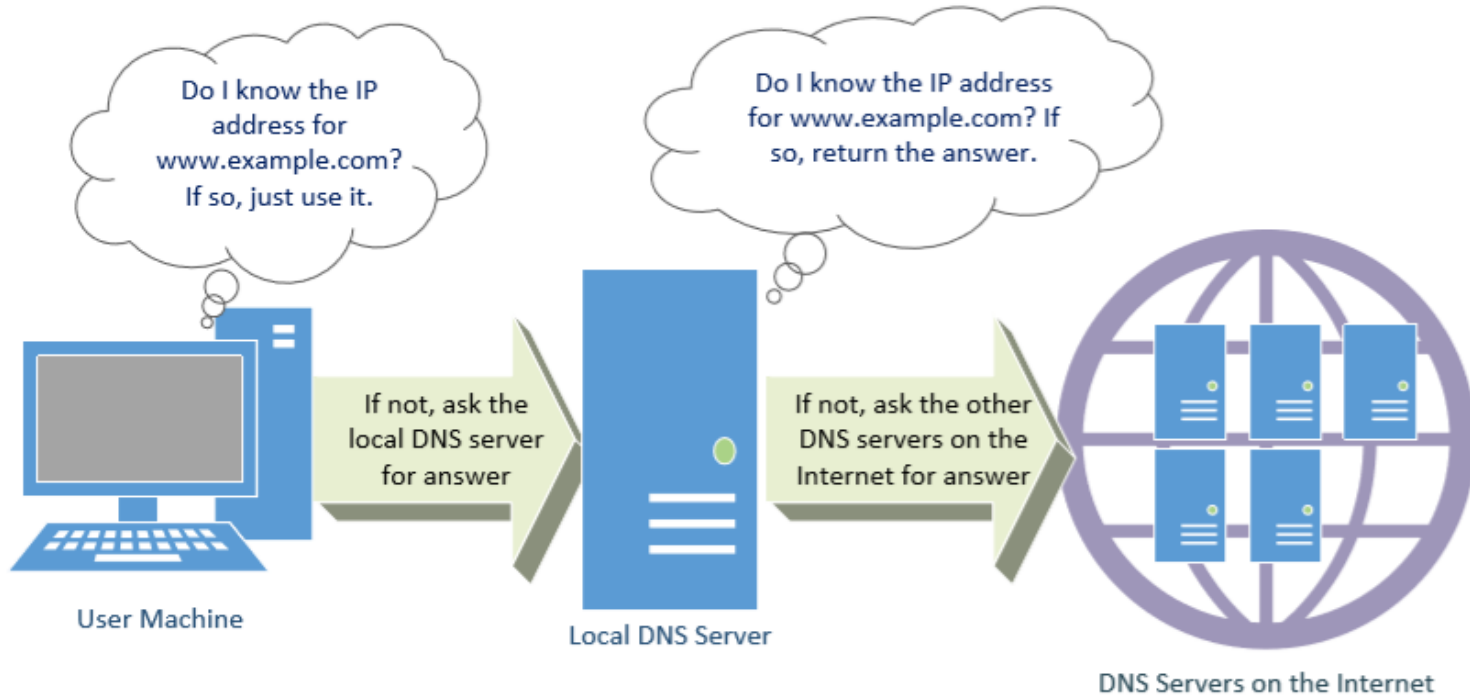 Do I know the IP
address for
www.example.com?
If so, just use it.
Do I know the IP address
for www.example.com? If
so, return the answer.
If not, ask the
local DNS server
for answer
If not, ask the other
DNS servers on the
Internet for answer
User Machine
Local DNS Server
DNS Servers on the Internet